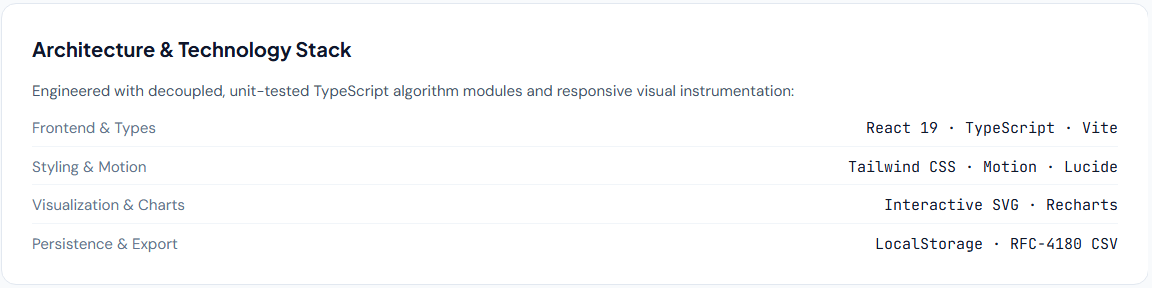 Architecture & Technology Stack
Engineered with decoupled, unit-tested TypeScript algorithm modules and responsive visual instrumentation:
Frontend & Types React 19 · TypeScript · Vite
Styling & Motion Tailwind CSS · Motion · Lucide
Visualization & Charts Interactive SVG · Recharts
Persistence & Export LocalStorage · RFC-4180 CSV